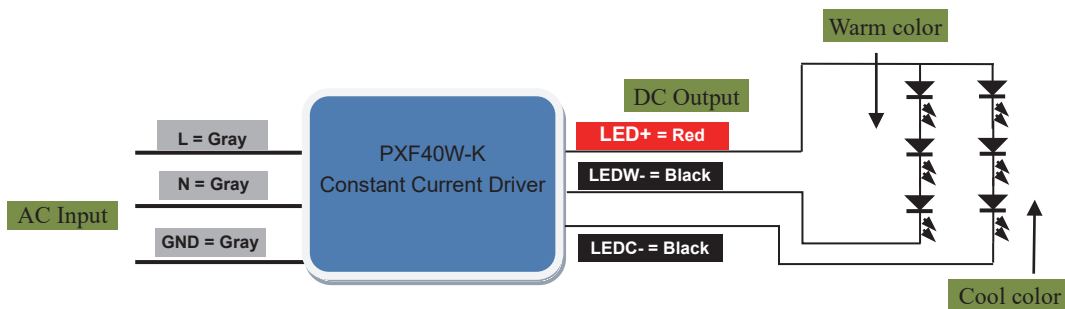 Warm color
DC Output
L = Gray
LED+ = Red
PXF40W-K
Constant Current Driver
N = Gray
LEDW- = Black
AC Input
GND = Gray
LEDC- = Black
Cool color